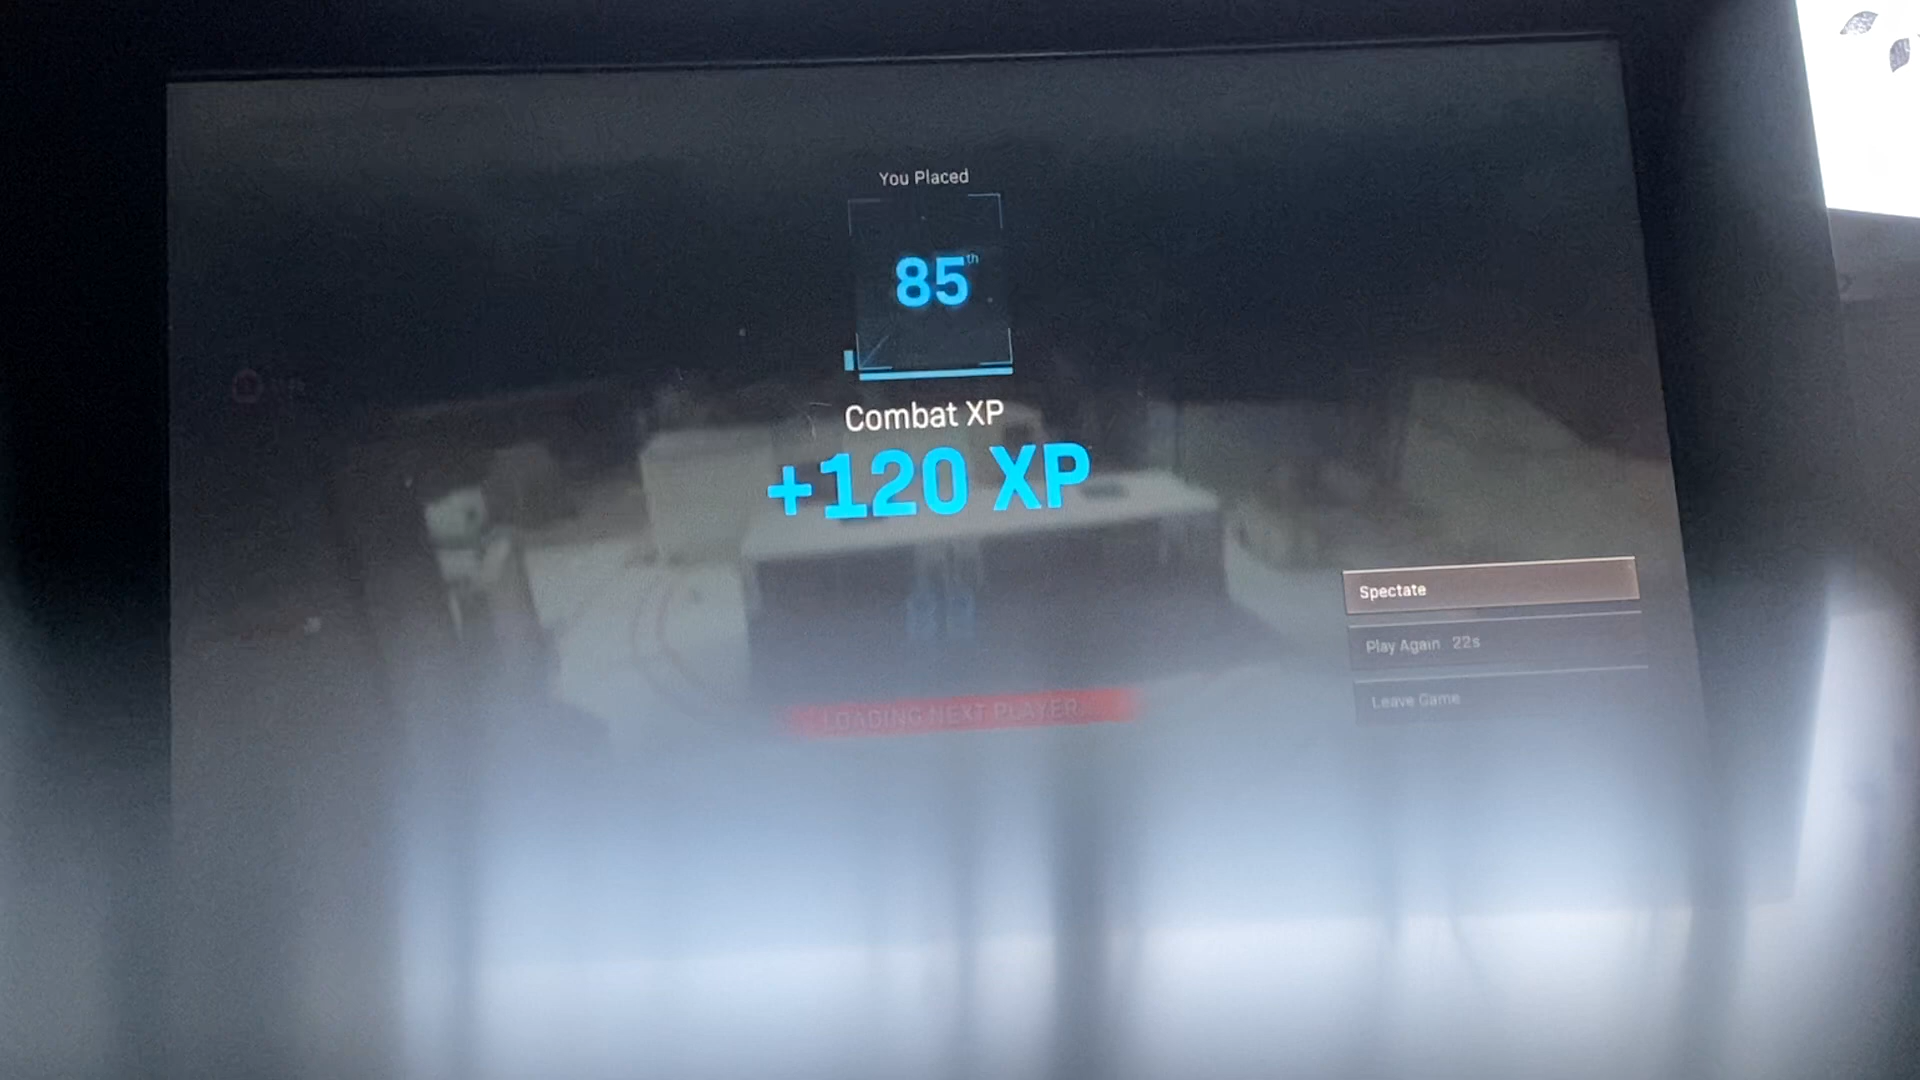 You Placed
85th
Combat XP
+120 XP
Spectate
Play Again 22s
LOADING NEXT PLAYER
Leave Game